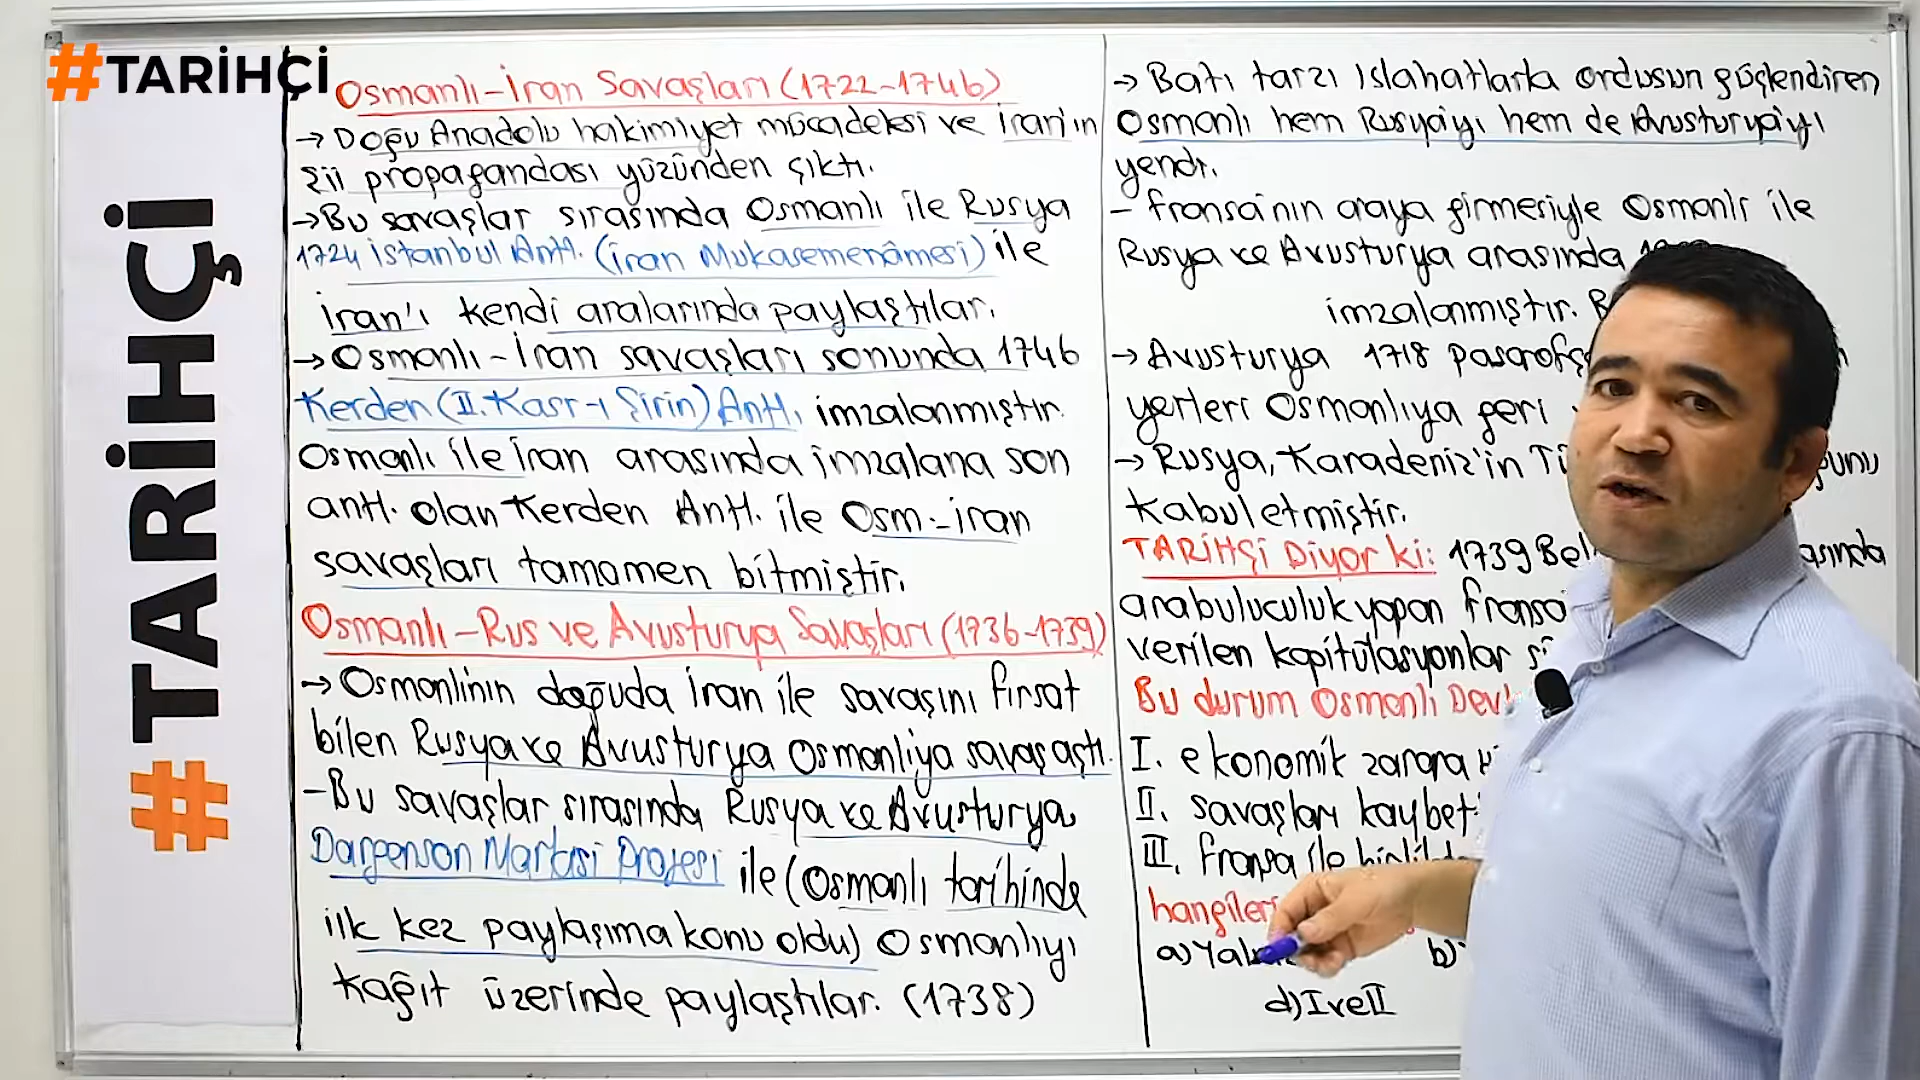 #TARİHÇİ
#TARİHÇİ
Osmanlı-İran Savaşları (1722-1746)
→ Doğu Anadolu hakimiyet mücadelesi ve İran'ın
Şii propagandası yüzünden çıktı.
→ Bu savaşlar sırasında Osmanlı ile Rusya
1724 İstanbul Antl. (İran Mukasemenâmesi) ile
İran'ı kendi aralarında paylaştılar.
→ Osmanlı-İran savaşları sonunda 1746
Kerden (II. Kasr-ı Şirin) Antl. imzalanmıştır.
Osmanlı ile İran arasında imzalana son
antl. olan Kerden Antl. ile Osm.-iran
savaşları tamamen bitmiştir.
Osmanlı-Rus ve Avusturya Savaşları (1736-1739)
→ Osmanlının doğuda İran ile savaşını fırsat
bilen Rusya ve Avusturya Osmanlıya savaş açtı.
- Bu savaşlar sırasında Rusya ve Avusturya
Dargenson Markisi Projesi ile (Osmanlı tarihinde
ilk kez paylaşıma konu oldu) Osmanlıyı
Kağıt üzerinde paylaştılar. (1738)
→ Batı tarzı ıslahatlarla ordusun güçlendiren
Osmanlı hem Rusya'yı hem de Avusturya'yı
yendi.
- Fransa'nın araya girmesiyle Osmanlı ile
Rusya ve Avusturya arasında
imzalanmıştır.
→ Avusturya 1718
yerleri Osmanlıya geri
→ Rusya, Karadeniz'in
Kabul etmiştir.
TARİHÇİ Diyor ki: 1739
arabuluculuk yapan
verilen kapitülasyonlar
Bu durum Osmanlı
I. ekonomik zarara
II. savaşları
III. Fransa ile
a)
b)
d) I ve II